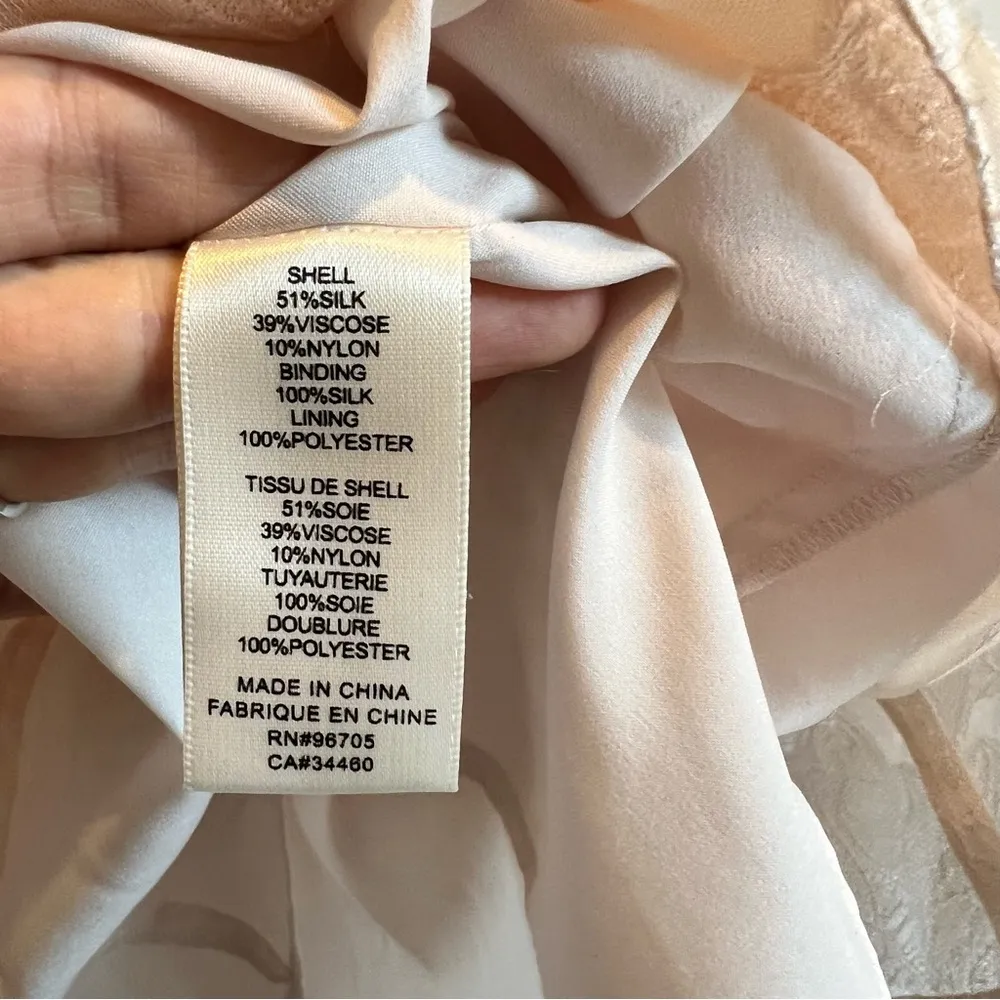 SHELL
51%SILK
39%VISCOSE
10%NYLON
BINDING
100%SILK
LINING
100%POLYESTER
TISSU DE SHELL
51%SOIE
39%VISCOSE
10%NYLON
TUYAUTERIE
100%SOIE
DOUBLURE
100%POLYESTER
MADE IN CHINA
FABRIQUE EN CHINE
RN#96705
CA#34460